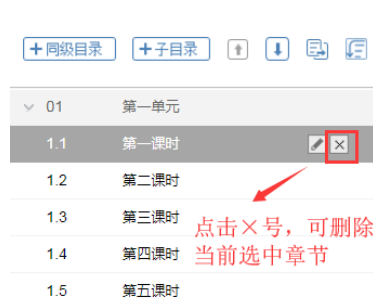 +同级目录 +子目录
01 第一单元
1.1 第一课时
1.2 第二课时
1.3 第三课时
点击×号，可删除
1.4 第四课时
当前选中章节
1.5 第五课时